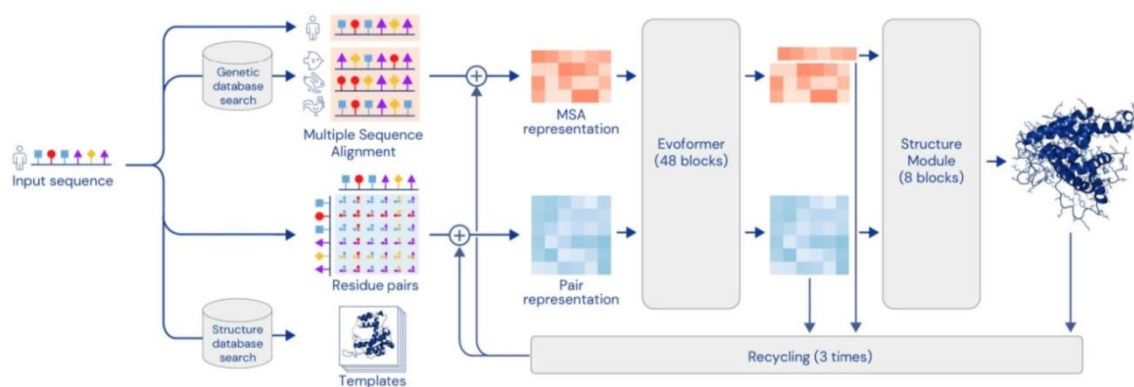 Input sequence
Genetic
database
search
Structure
database
search
Multiple Sequence
Alignment
Residue pairs
Templates
MSA
representation
Pair
representation
Evoformer
(48 blocks)
Structure
Module
(8 blocks)
Recycling (3 times)